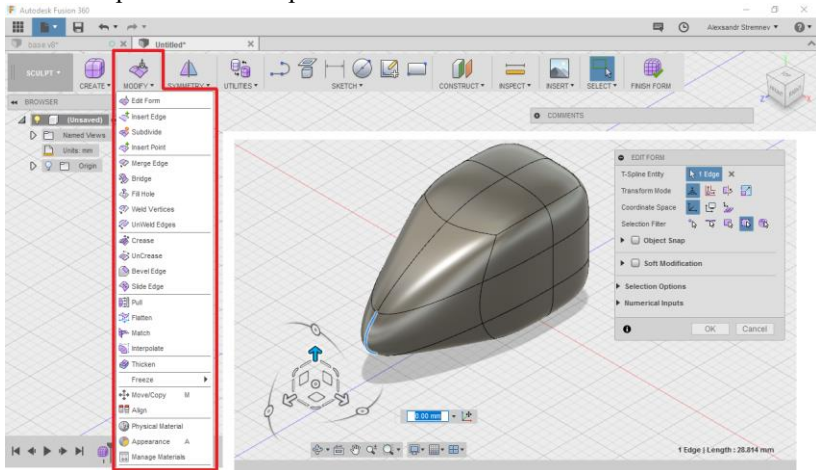 Autodesk Fusion 360
Alexsandr Stremnev
base v8*
Untitled*
SCULPT
CREATE
MODIFY
SYMMETRY
UTILITIES
SKETCH
CONSTRUCT
INSPECT
INSERT
SELECT
FINISH FORM
BROWSER
(Unsaved)
Named Views
Units: mm
Origin
Edit Form
Insert Edge
Subdivide
Insert Point
Merge Edge
Bridge
Fill Hole
Weld Vertices
UnWeld Edges
Crease
UnCrease
Bevel Edge
Slide Edge
Pull
Flatten
Match
Interpolate
Thicken
Freeze
Move/Copy M
Align
Physical Material
Appearance A
Manage Materials
COMMENTS
EDIT FORM
T-Spline Entity 1 Edge
Transform Mode
Coordinate Space
Selection Filter
Object Snap
Soft Modification
Selection Options
Numerical Inputs
OK Cancel
0.00 mm
1 Edge | Length : 28.814 mm